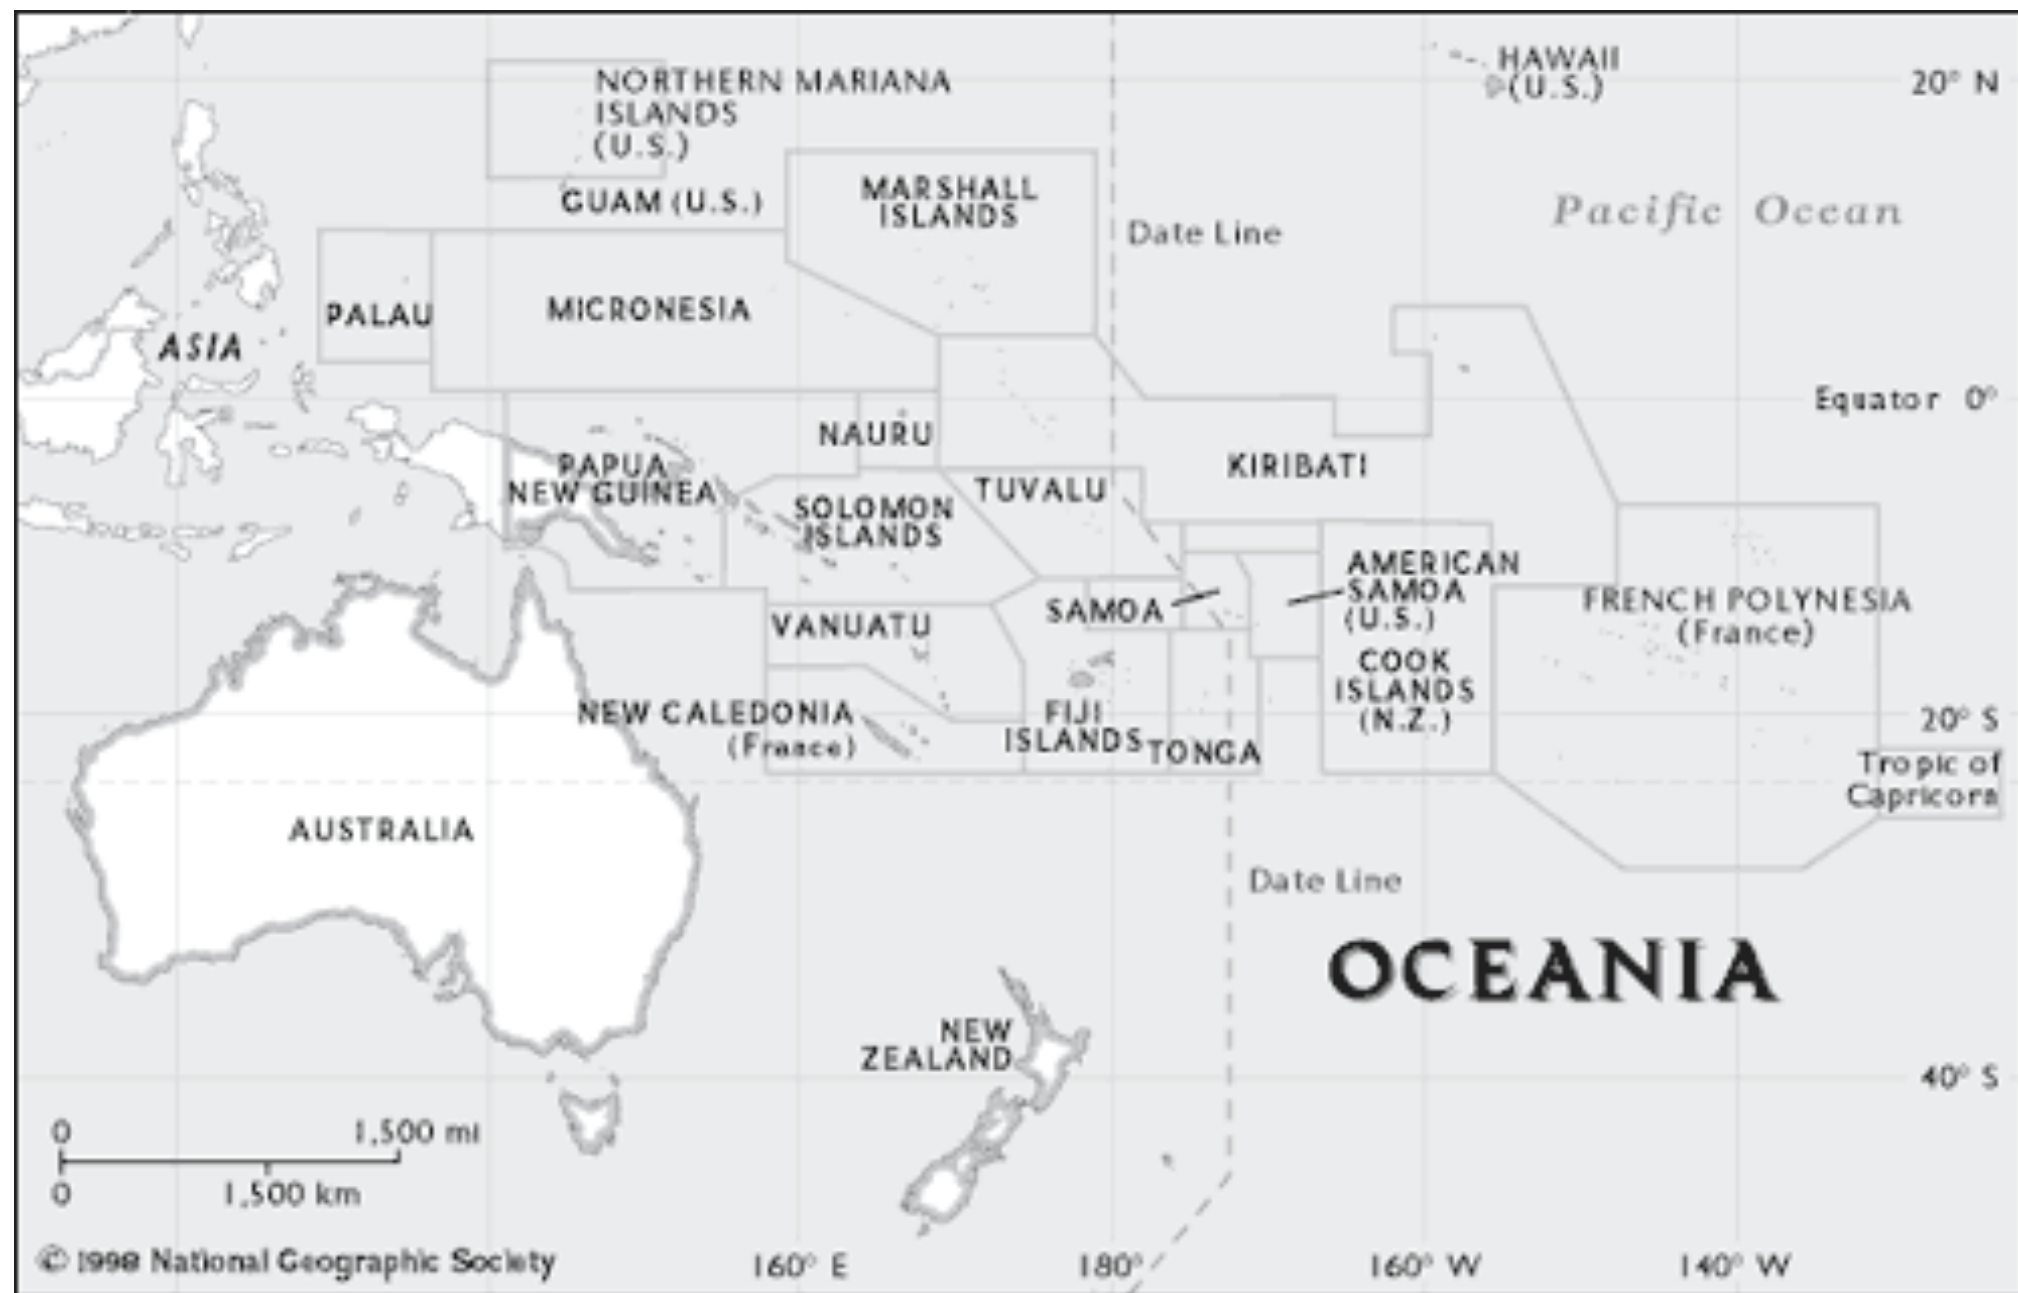 HAWAII
(U.S.)
20° N
NORTHERN MARIANA
ISLANDS
(U.S.)
GUAM (U.S.)
MARSHALL
ISLANDS
Date Line
Pacific Ocean
PALAU
MICRONESIA
ASIA
Equator 0°
NAURU
KIRIBATI
PAPUA
NEW GUINEA
SOLOMON
ISLANDS
TUVALU
AMERICAN
SAMOA
(U.S.)
SAMOA
FRENCH POLYNESIA
(France)
VANUATU
COOK
ISLANDS
(N.Z.)
NEW CALEDONIA
(France)
FIJI
ISLANDS
TONGA
20° S
Tropic of
Capricorn
AUSTRALIA
Date Line
OCEANIA
NEW
ZEALAND
40° S
0 1,500 mi
0 1,500 km
© 1998 National Geographic Society
160° E 180° 160° W 140° W